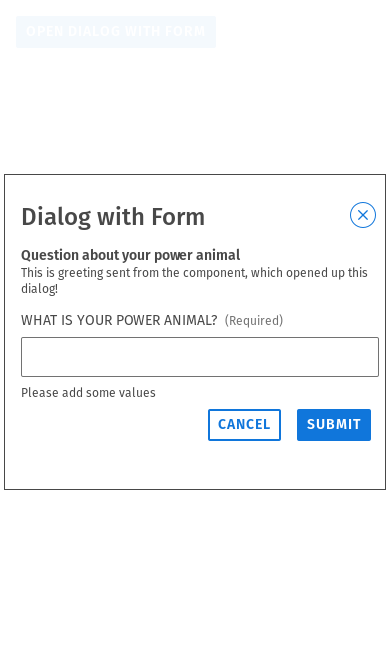 OPEN DIALOG WITH FORM
Dialog with Form
Question about your power animal
This is greeting sent from the component, which opened up this
dialog!
WHAT IS YOUR POWER ANIMAL? (Required)
Please add some values
CANCEL SUBMIT